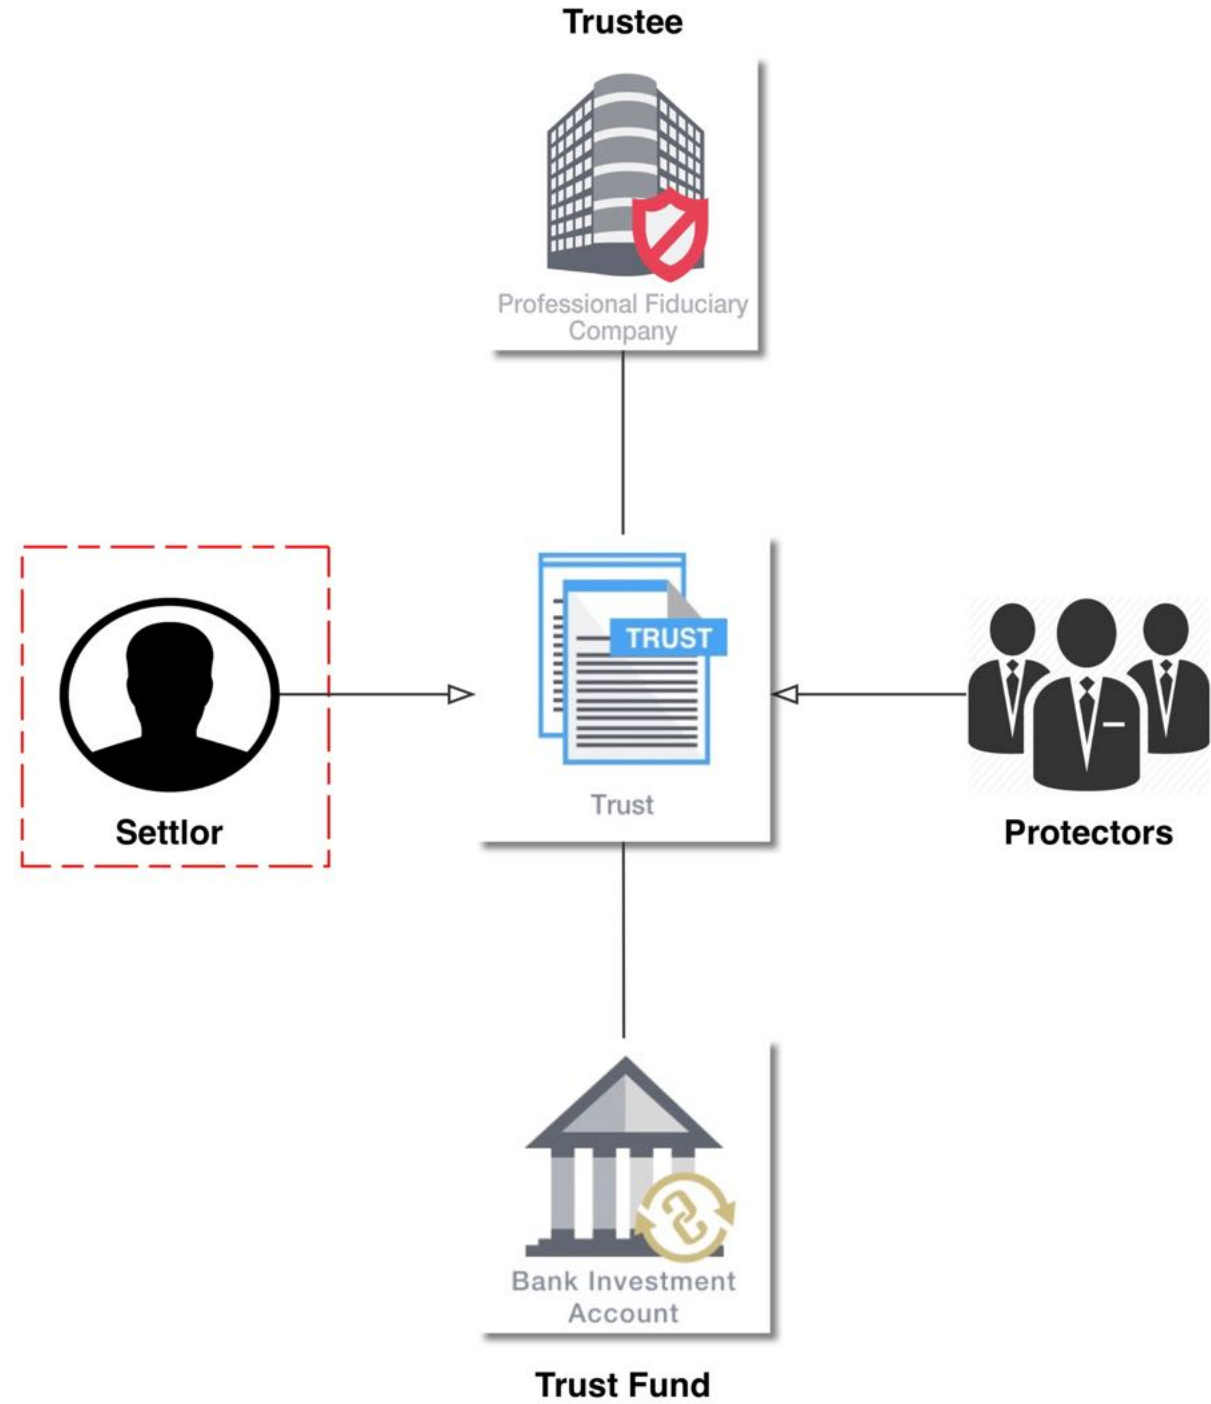 Trustee
Professional Fiduciary
Company
TRUST
Trust
Settlor
Protectors
Bank Investment
Account
Trust Fund